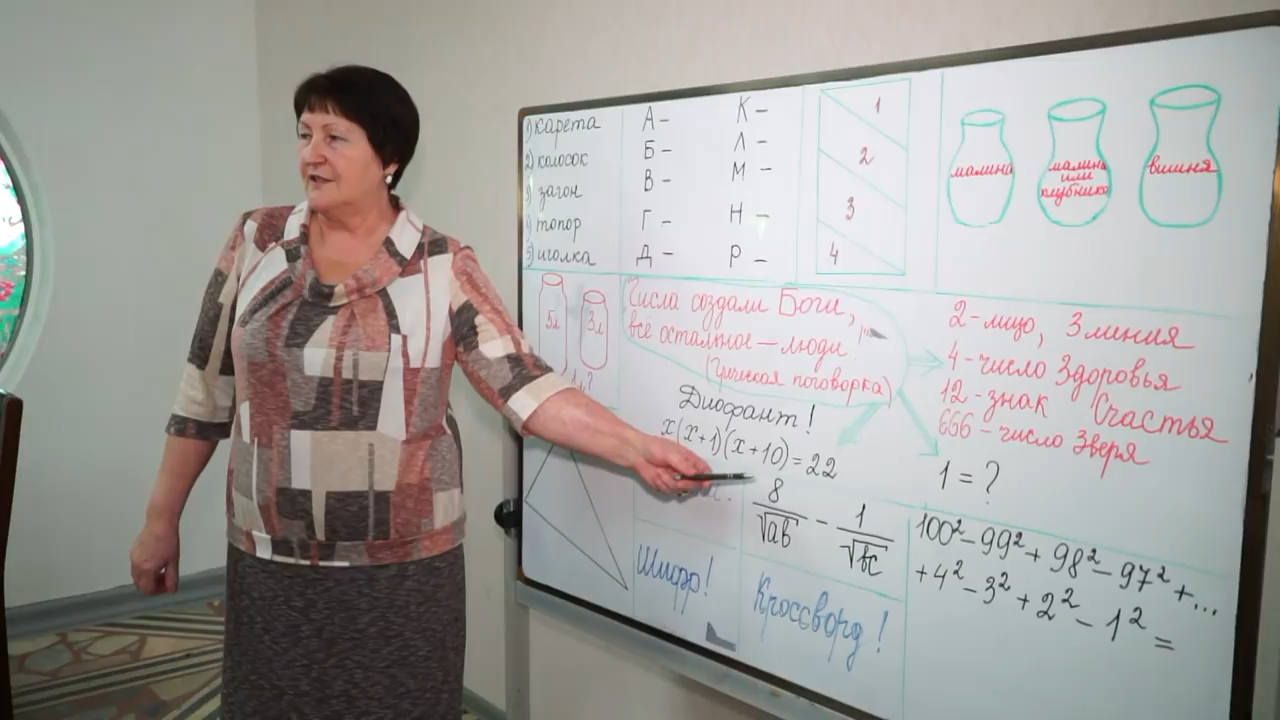 1) карета
2) колосок
3) загон
4) топор
5) иголка
А –
Б –
В –
Г –
Д –
К –
Л –
М –
Н –
Р –
1
2
3
4
малина
малина
или
клубника
вишня
5л
3л
Числа создали Боги,
всё остальное — люди!"
(Греческая поговорка)
2 - лицо, 3 линия
4 - число Здоровья
12 - знак Счастья
666 - число Зверя
1 = ?
Диофант!
x(x+1)(x+10) = 22
8/√ab - 1/√bc
100² - 99² + 98² - 97² + ...
+ 4² - 3² + 2² - 1² =
Шифр!
Кроссворд!